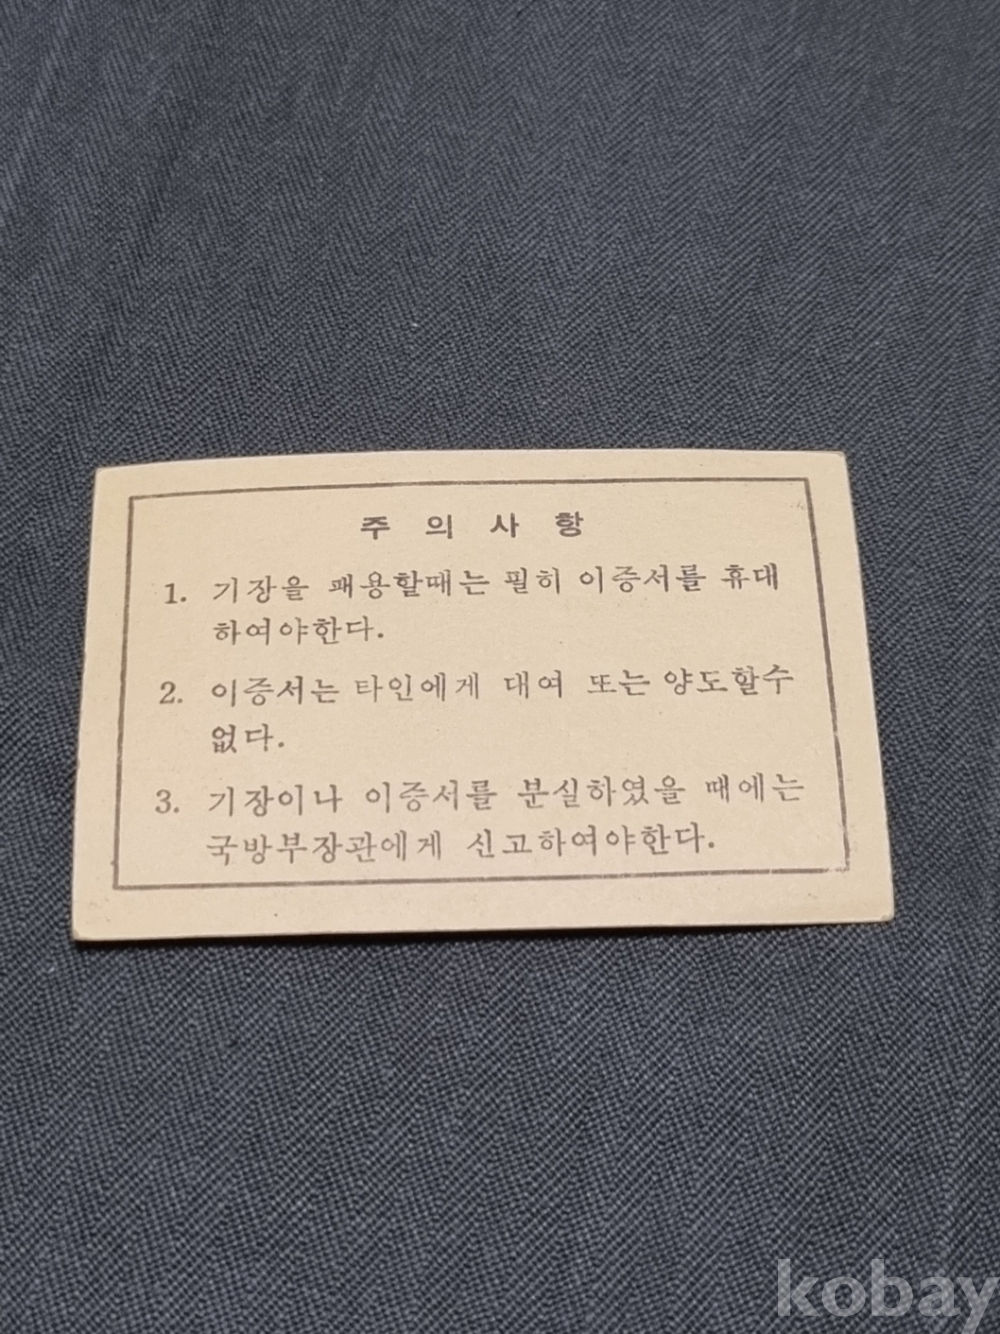 주 의 사 항
1. 기장을 패용할때는 필히 이증서를 휴대
하여야한다.
2. 이증서는 타인에게 대여 또는 양도할수
없다.
3. 기장이나 이증서를 분실하였을 때에는
국방부장관에게 신고하여야한다.
kobay